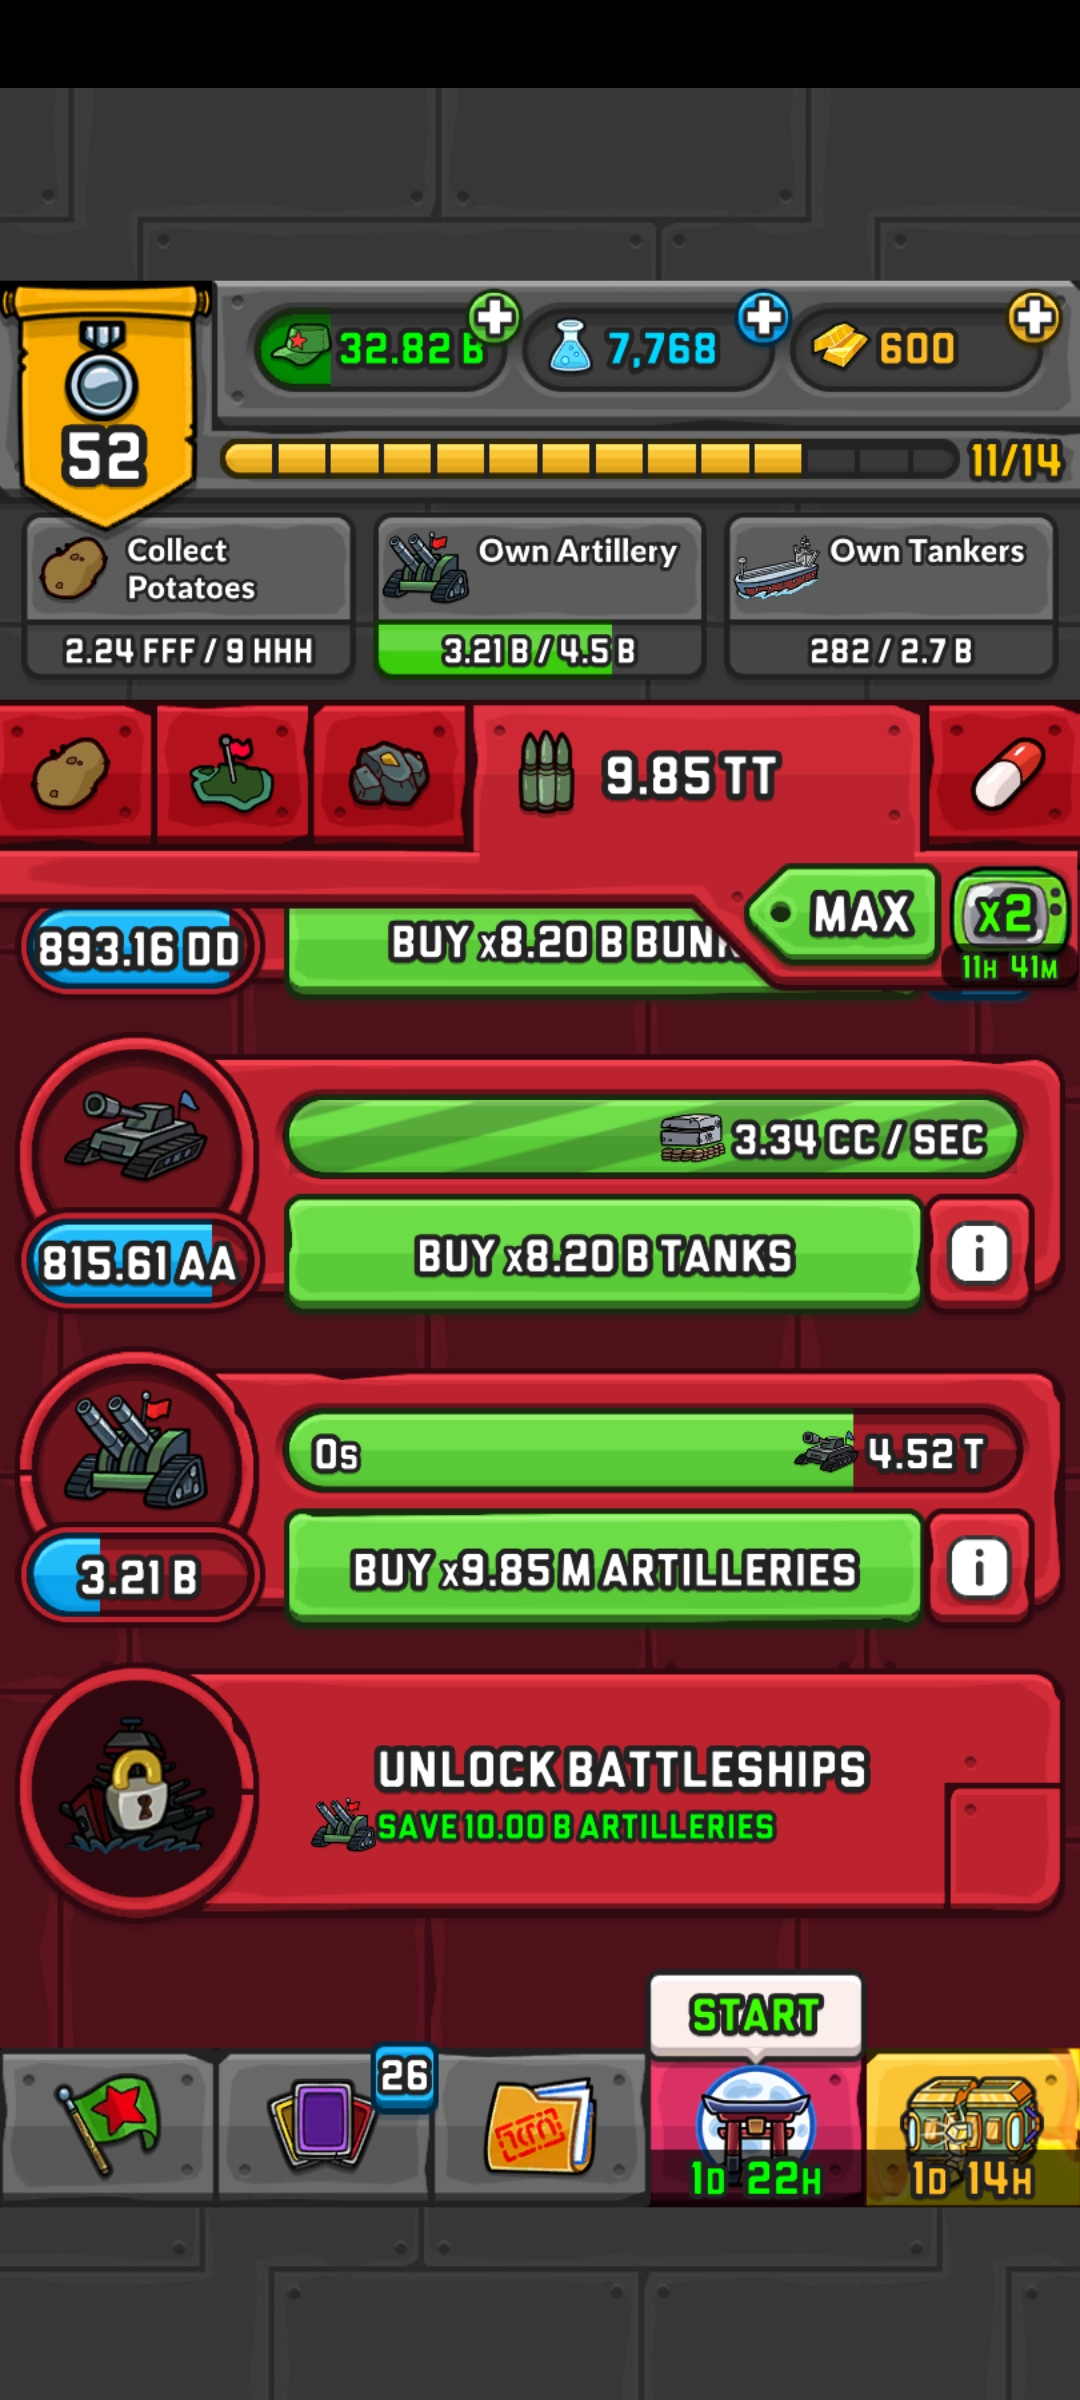 32.82 B
7,768
600
52
11/14
Collect
Potatoes
Own Artillery
Own Tankers
2.24 FFF / 9 HHH
3.21 B / 4.5 B
282 / 2.7 B
9.85 TT
MAX
x2
11H 41M
893.16 DD
BUY x8.20 B
3.34 CC / SEC
815.61 AA
BUY x8.20 B TANKS
i
0s
4.52 T
3.21 B
BUY x9.85 M ARTILLERIES
i
UNLOCK BATTLESHIPS
SAVE 10.00 B ARTILLERIES
START
26
1D 22H
1D 14H